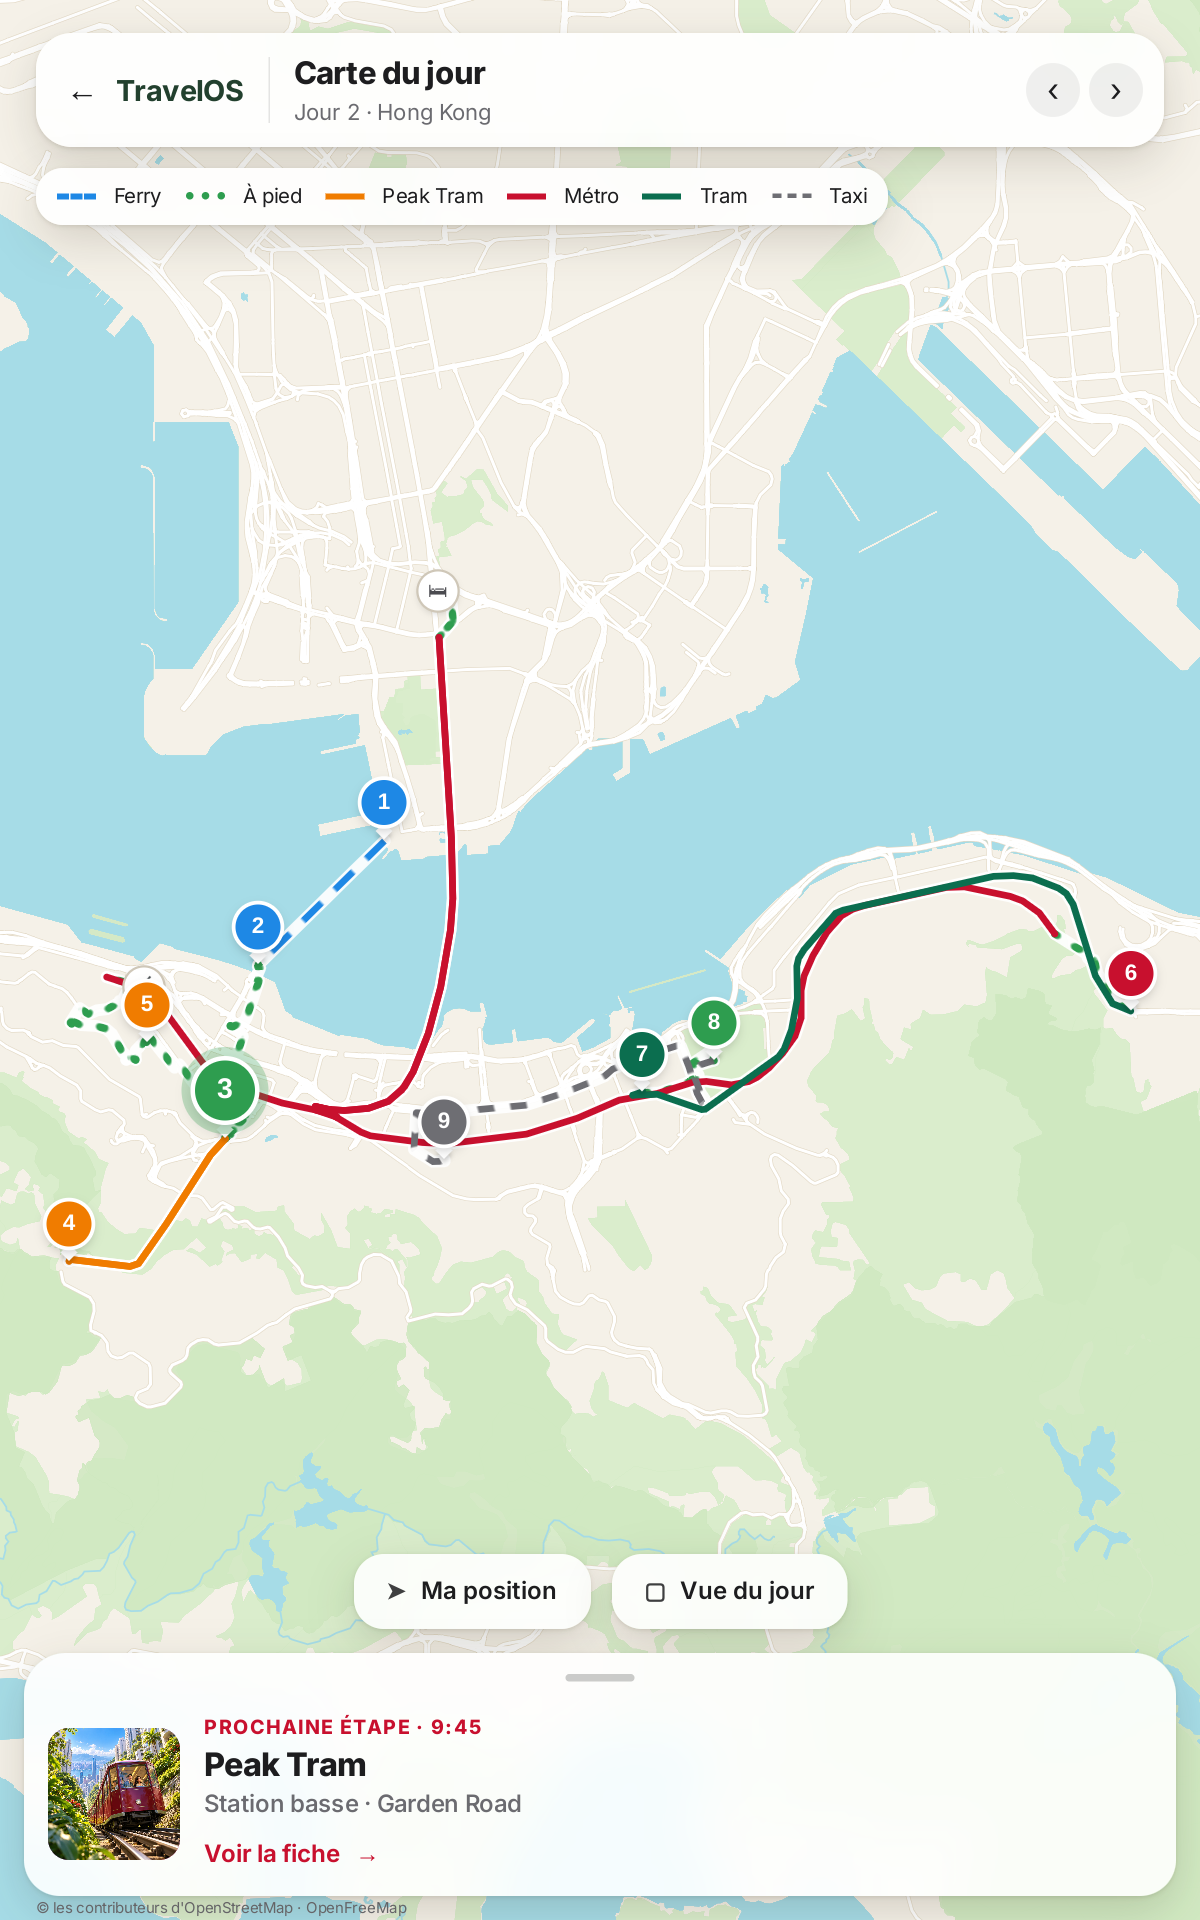 ← TravelOS
Carte du jour
Jour 2 · Hong Kong
‹ ›
Ferry À pied Peak Tram Métro Tram Taxi
1
2
5
3
4
6
7
8
9
Ma position
Vue du jour
PROCHAINE ÉTAPE · 9:45
Peak Tram
Station basse · Garden Road
Voir la fiche →
© les contributeurs d'OpenStreetMap · OpenFreeMap